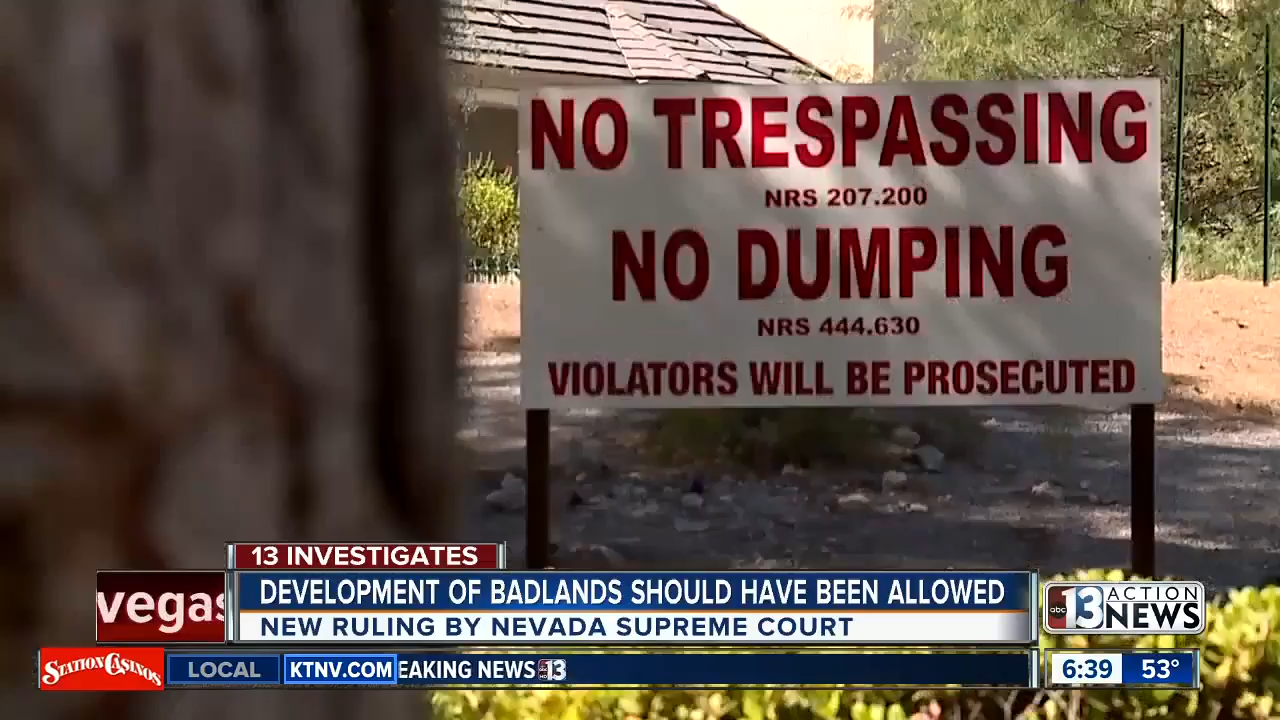 NO TRESPASSING
NRS 207.200
NO DUMPING
NRS 444.630
VIOLATORS WILL BE PROSECUTED
13 INVESTIGATES
vegas
DEVELOPMENT OF BADLANDS SHOULD HAVE BEEN ALLOWED
NEW RULING BY NEVADA SUPREME COURT
abc 13 ACTION NEWS
STATION CASINOS
LOCAL
KTNV.COM
EAKING NEWS
13
6:39
53°